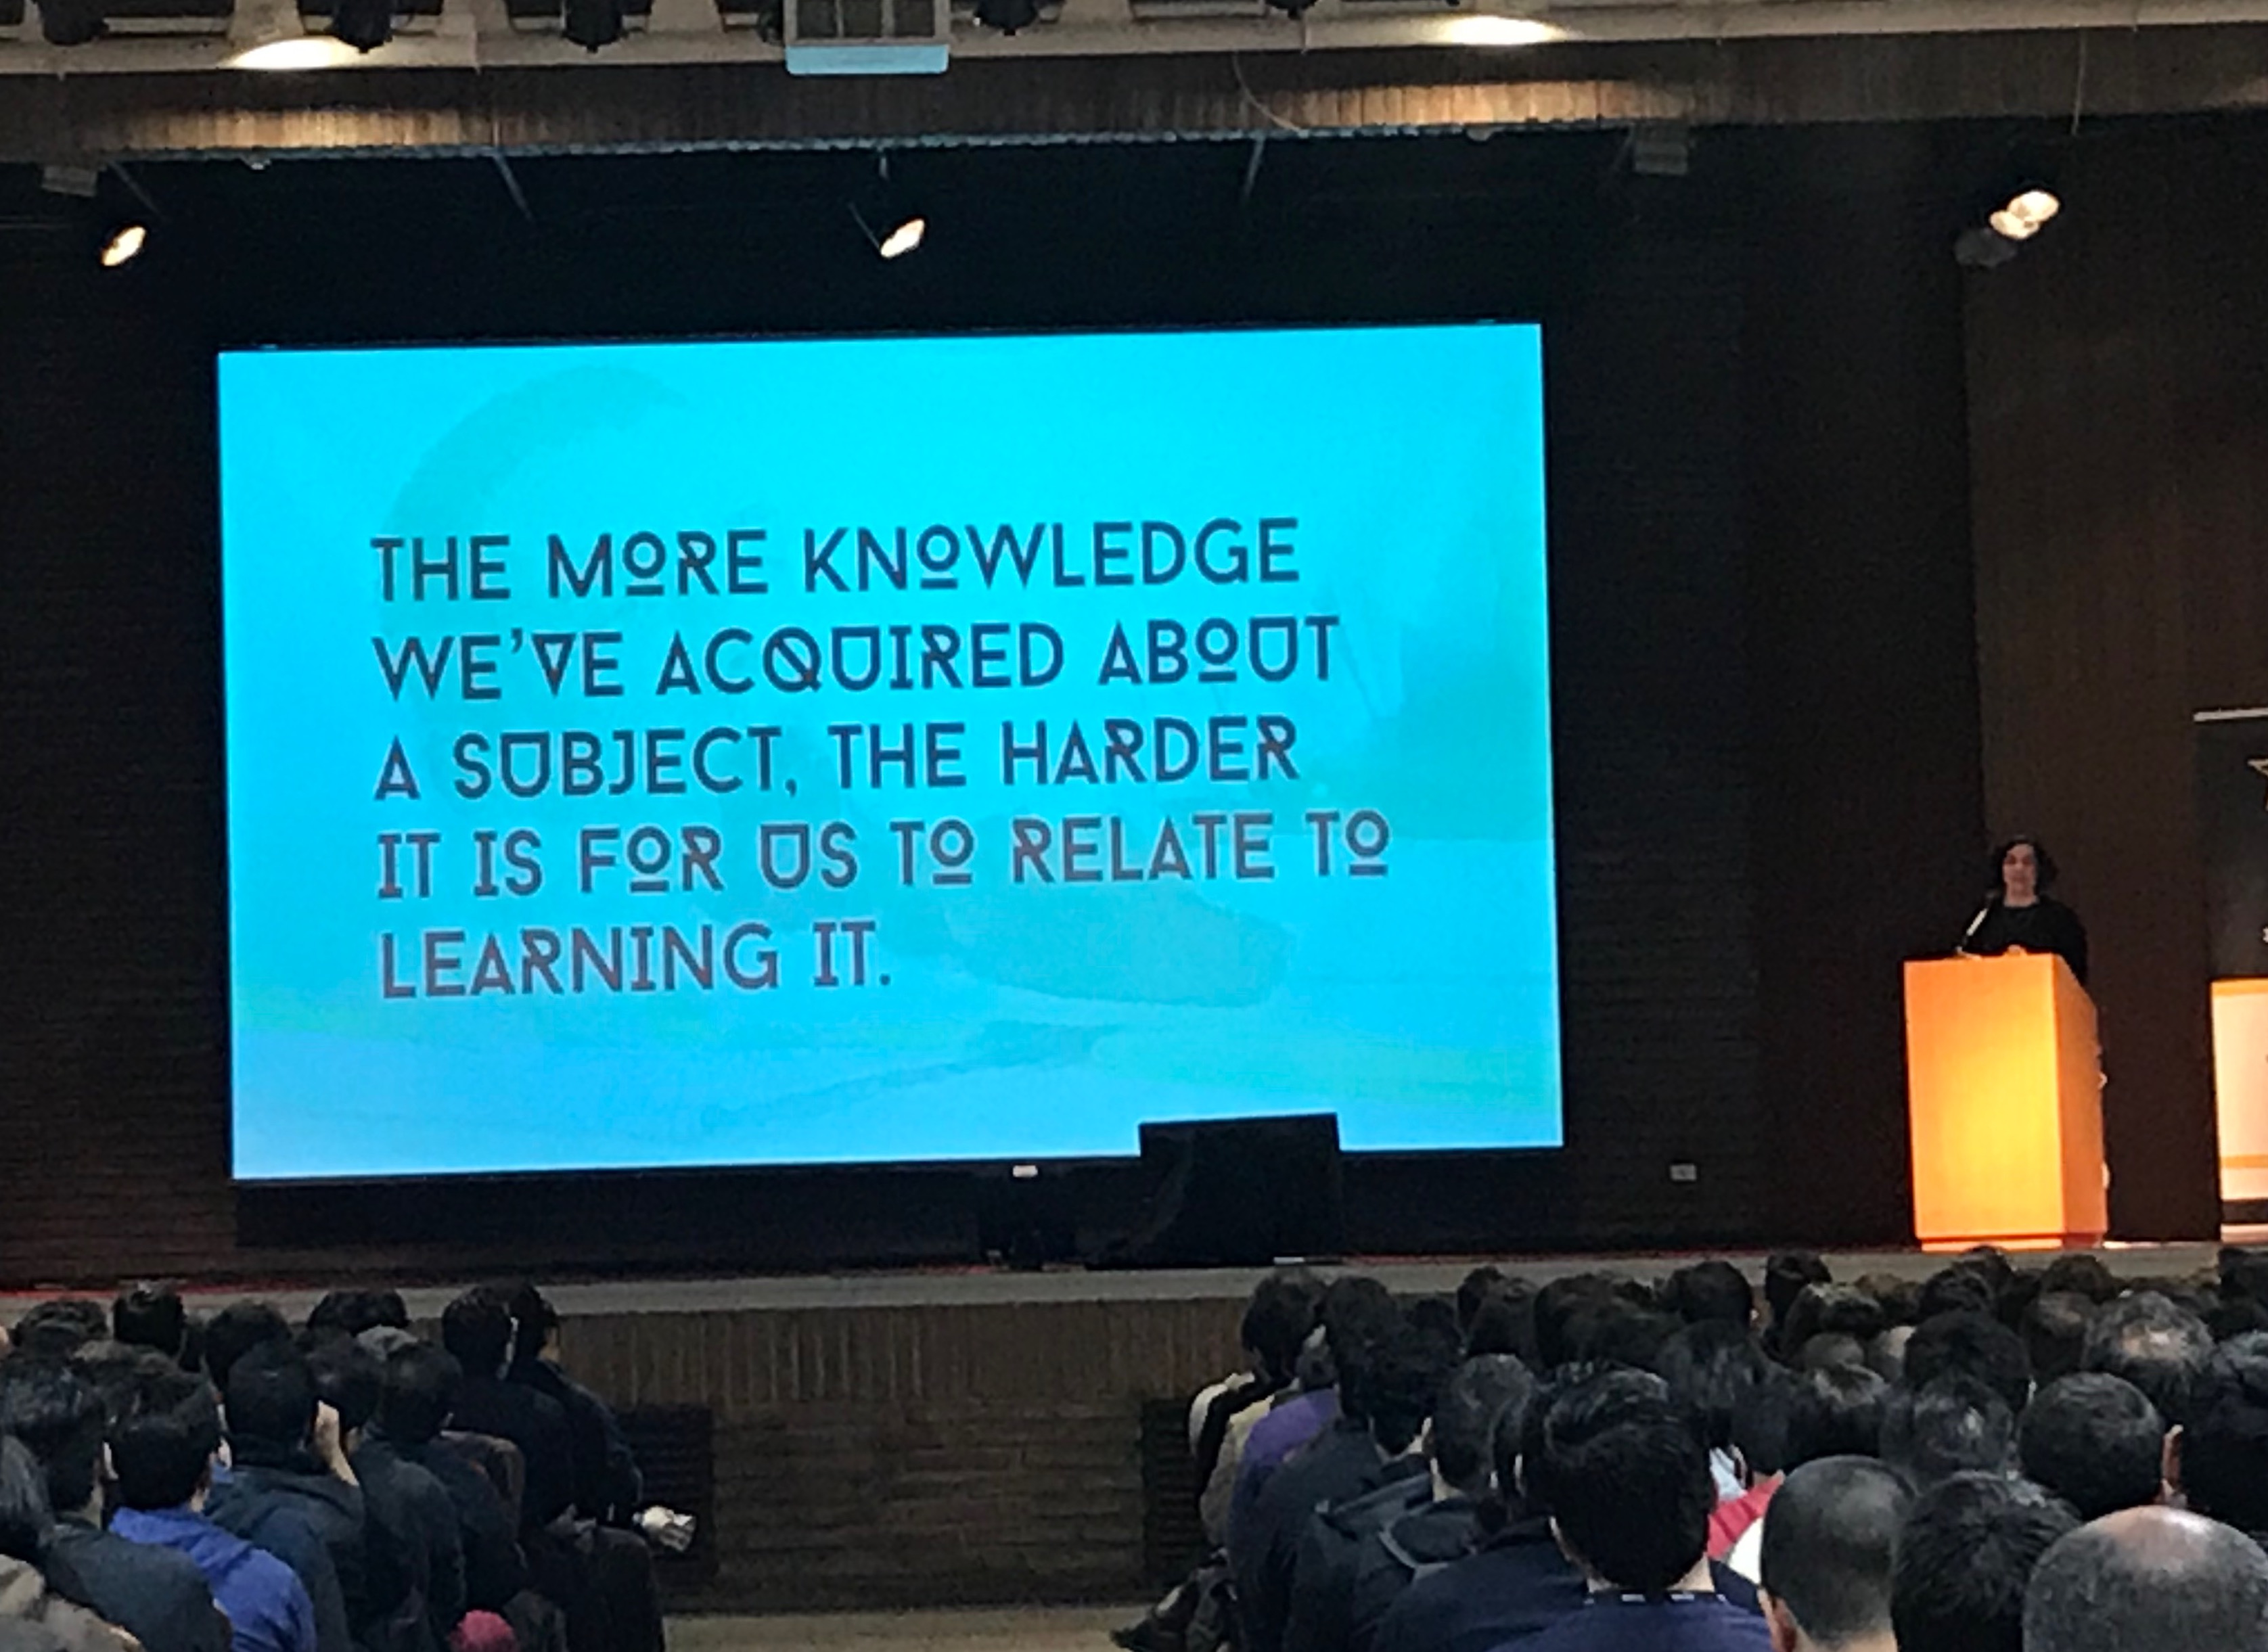 THE MORE KNOWLEDGE
WE'VE ACQUIRED ABOUT
A SUBJECT, THE HARDER
IT IS FOR US TO RELATE TO
LEARNING IT.